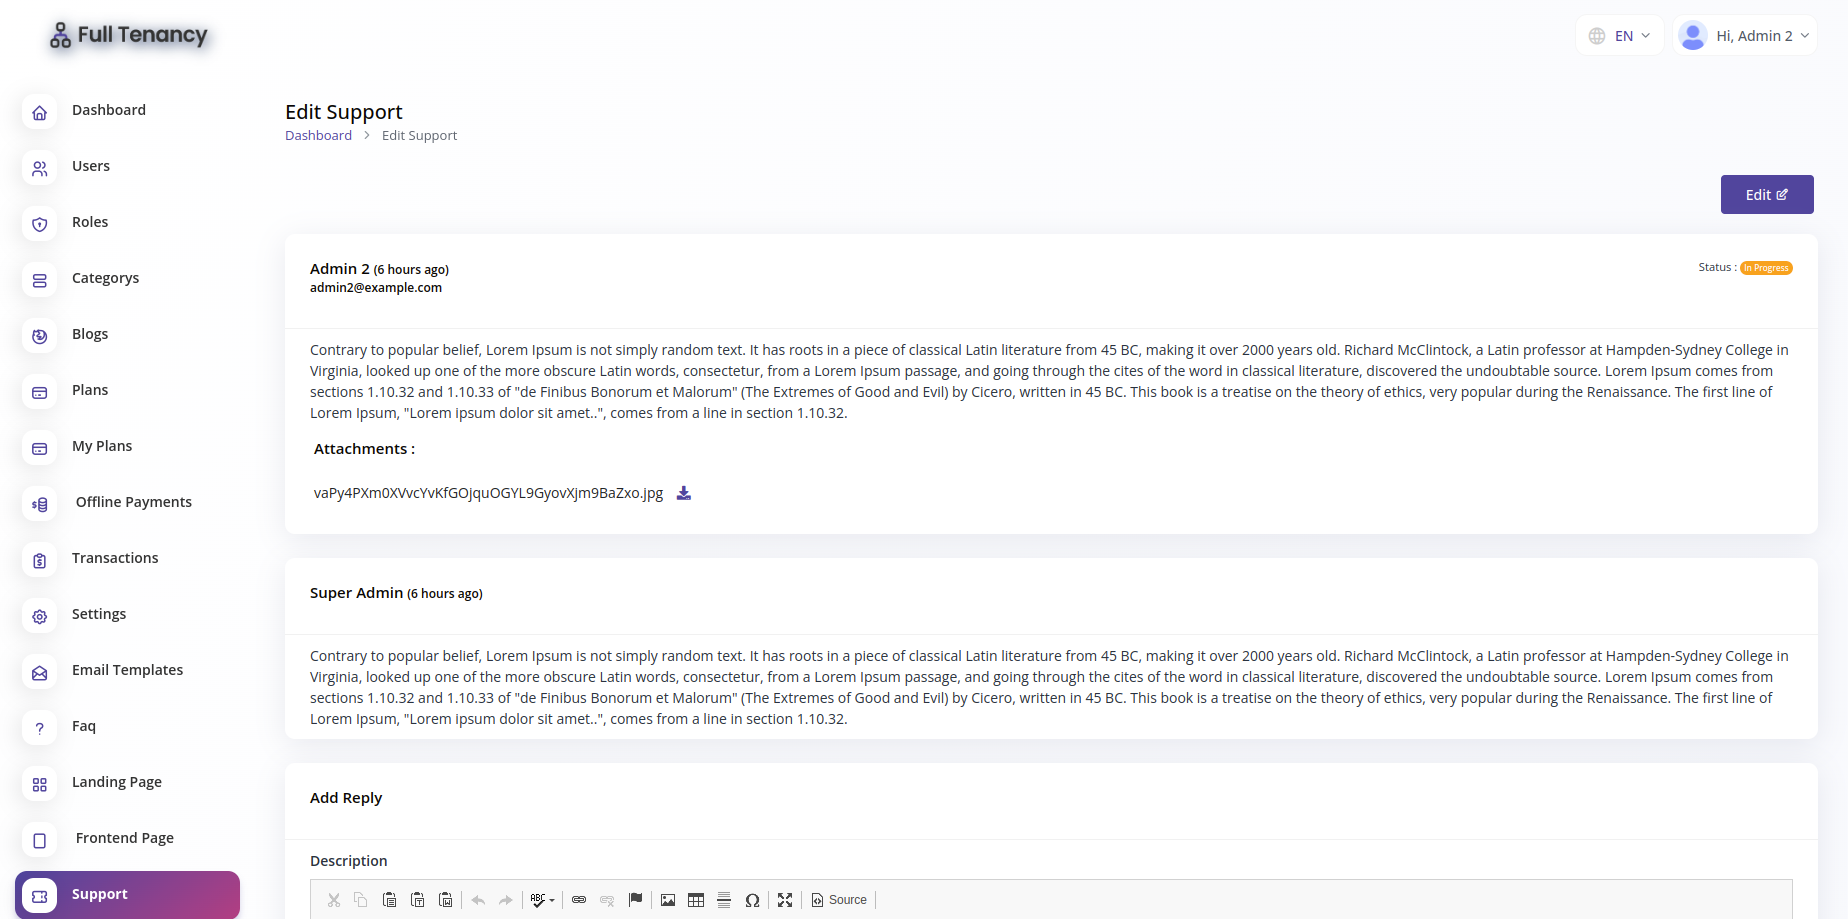 Full Tenancy
EN
Hi, Admin 2
Dashboard
Users
Roles
Categorys
Blogs
Plans
My Plans
Offline Payments
Transactions
Settings
Email Templates
Faq
Landing Page
Frontend Page
Support
Edit Support
Dashboard > Edit Support
Edit
Admin 2 (6 hours ago)
admin2@example.com
Status : In Progress
Contrary to popular belief, Lorem Ipsum is not simply random text. It has roots in a piece of classical Latin literature from 45 BC, making it over 2000 years old. Richard McClintock, a Latin professor at Hampden-Sydney College in
Virginia, looked up one of the more obscure Latin words, consectetur, from a Lorem Ipsum passage, and going through the cites of the word in classical literature, discovered the undoubtable source. Lorem Ipsum comes from
sections 1.10.32 and 1.10.33 of "de Finibus Bonorum et Malorum" (The Extremes of Good and Evil) by Cicero, written in 45 BC. This book is a treatise on the theory of ethics, very popular during the Renaissance. The first line of
Lorem Ipsum, "Lorem ipsum dolor sit amet..", comes from a line in section 1.10.32.
Attachments :
vaPy4PXm0XVvcYvKfGOjquOGYL9GyovXjm9BaZxo.jpg
Super Admin (6 hours ago)
Contrary to popular belief, Lorem Ipsum is not simply random text. It has roots in a piece of classical Latin literature from 45 BC, making it over 2000 years old. Richard McClintock, a Latin professor at Hampden-Sydney College in
Virginia, looked up one of the more obscure Latin words, consectetur, from a Lorem Ipsum passage, and going through the cites of the word in classical literature, discovered the undoubtable source. Lorem Ipsum comes from
sections 1.10.32 and 1.10.33 of "de Finibus Bonorum et Malorum" (The Extremes of Good and Evil) by Cicero, written in 45 BC. This book is a treatise on the theory of ethics, very popular during the Renaissance. The first line of
Lorem Ipsum, "Lorem ipsum dolor sit amet..", comes from a line in section 1.10.32.
Add Reply
Description
ABC
Ω
Source